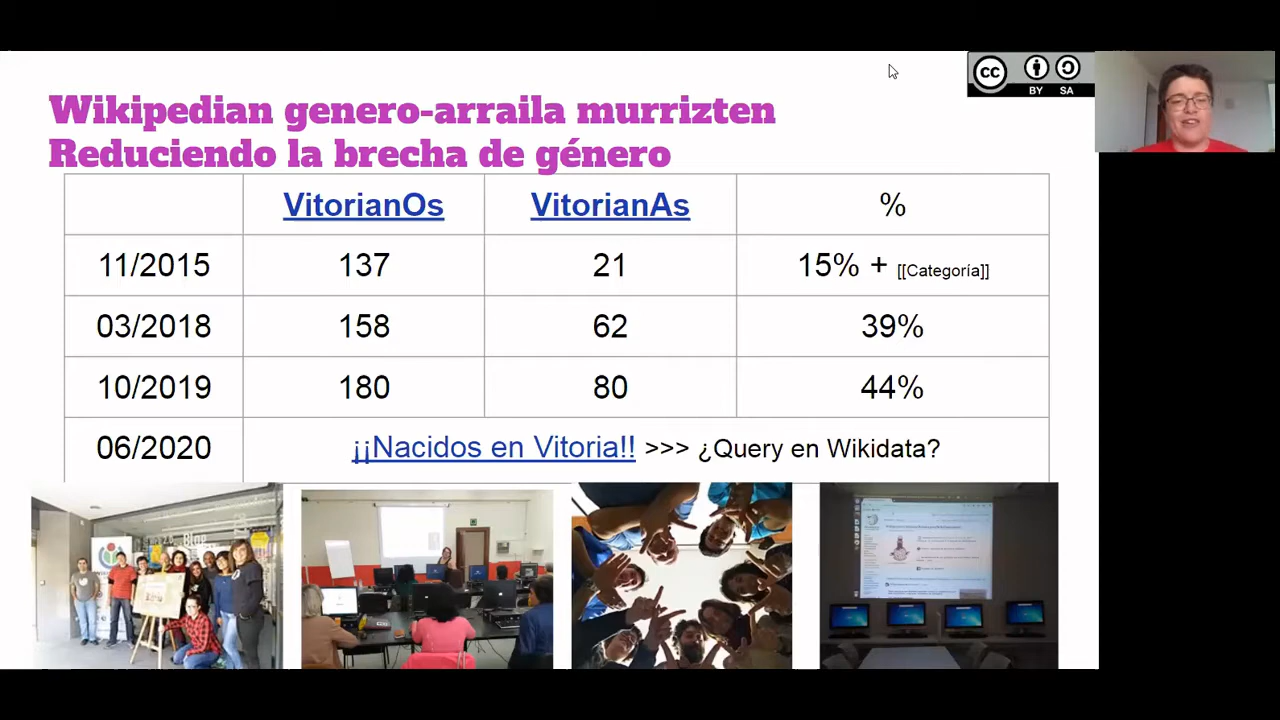 BY SA
Wikipedian genero-arraila murrizten
Reduciendo la brecha de género
VitorianOs VitorianAs %
11/2015 137 21 15% + [[Categoría]]
03/2018 158 62 39%
10/2019 180 80 44%
06/2020 ¡¡Nacidos en Vitoria!! >>> ¿Query en Wikidata?